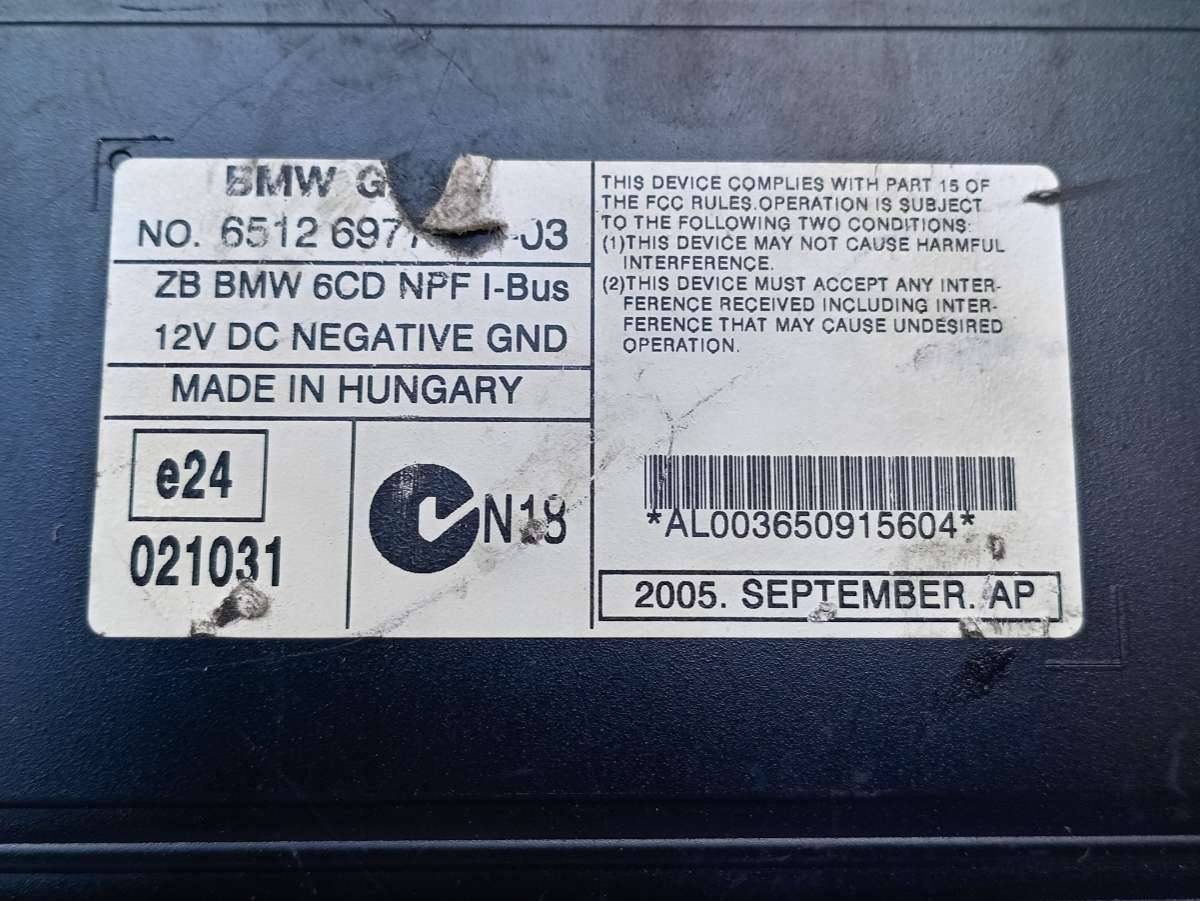 BMW
NO. 6512 -03
ZB BMW 6CD NPF I-Bus
12V DC NEGATIVE GND
MADE IN HUNGARY
e24
021031
N18
THIS DEVICE COMPLIES WITH PART 15 OF
THE FCC RULES.OPERATION IS SUBJECT
TO THE FOLLOWING TWO CONDITIONS:
(1)THIS DEVICE MAY NOT CAUSE HARMFUL
INTERFERENCE.
(2)THIS DEVICE MUST ACCEPT ANY INTER-
FERENCE RECEIVED INCLUDING INTER-
FERENCE THAT MAY CAUSE UNDESIRED
OPERATION.
*AL003650915604*
2005. SEPTEMBER. AP